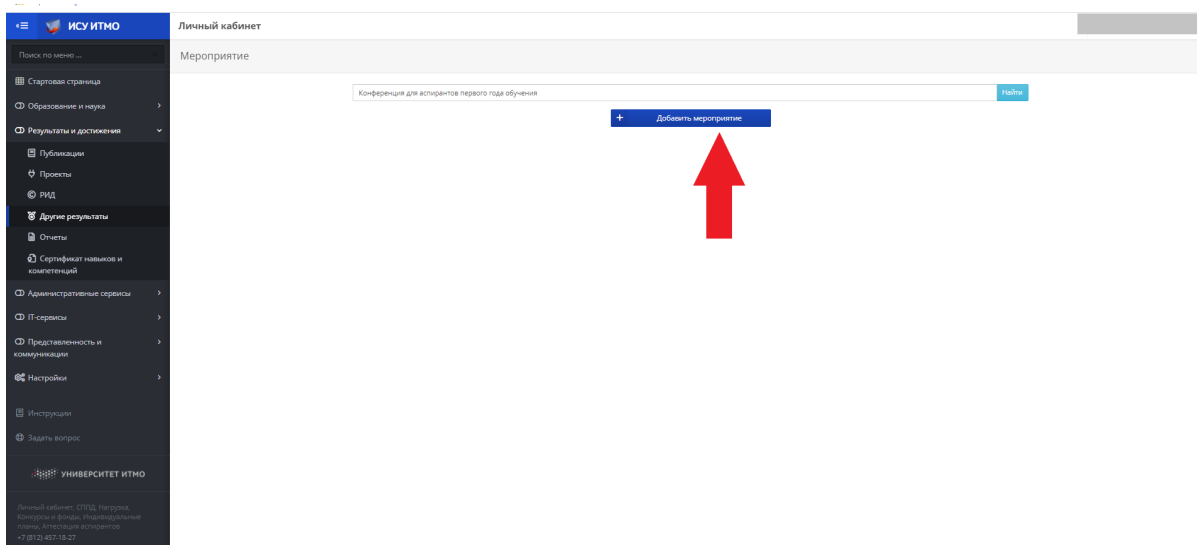 ИСУ ИТМО
Личный кабинет
Поиск по меню ...
Мероприятие
Стартовая страница
Образование и наука
Результаты и достижения
Публикации
Проекты
РИД
Другие результаты
Отчеты
Сертификат навыков и
компетенций
Административные сервисы
IT-сервисы
Представленность и
коммуникации
Настройки
Инструкции
Задать вопрос
УНИВЕРСИТЕТ ИТМО
Личный кабинет, СППД, Нагрузка,
Конкурсы и фонды, Индивидуальные
планы, Аттестация аспирантов
+7 (812) 457-18-27
Конференция для аспирантов первого года обучения
Найти
+ Добавить мероприятие